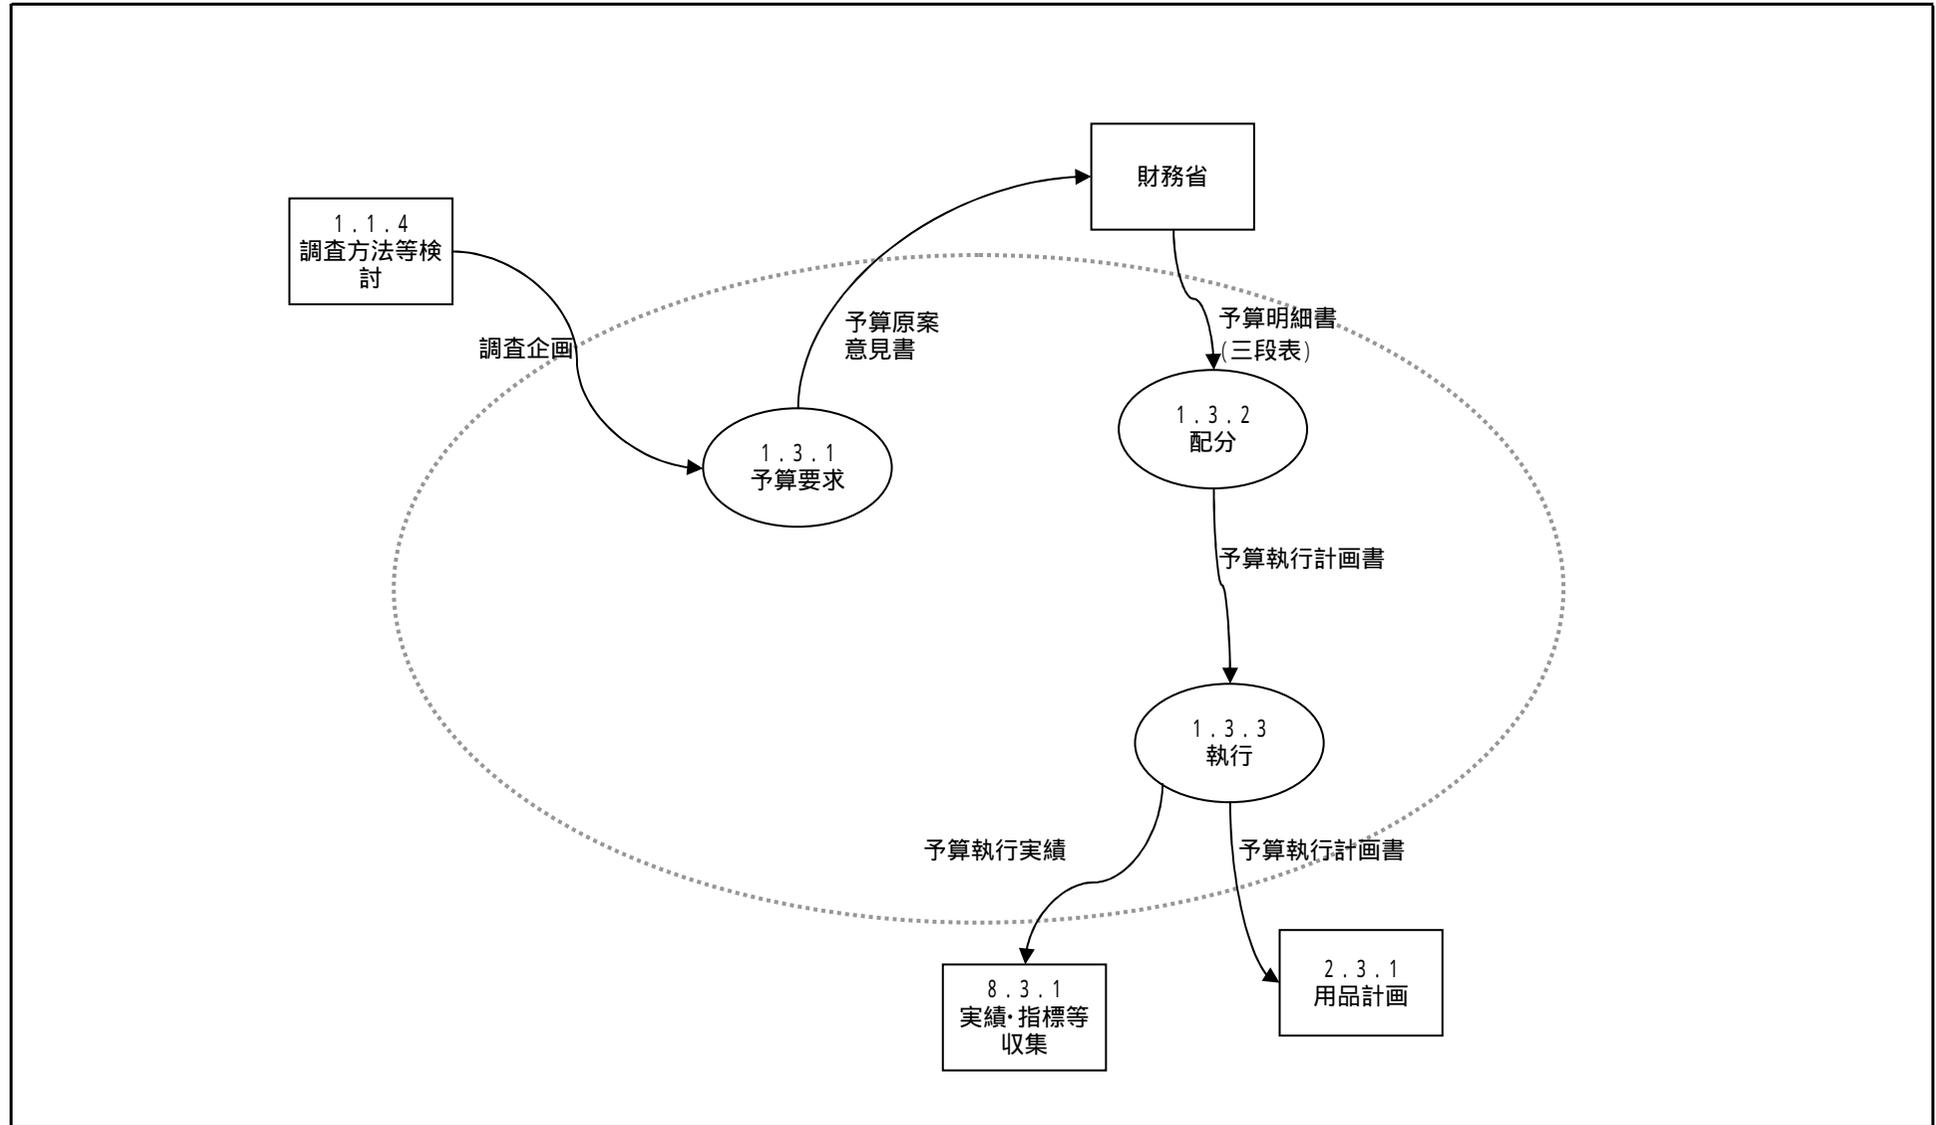 財務省
1.1.4
調査方法等検
討
予算原案
意見書
予算明細書
(三段表)
調査企画
1.3.2
配分
1.3.1
予算要求
予算執行計画書
1.3.3
執行
予算執行実績
予算執行計画書
8.3.1
実績・指標等
収集
2.3.1
用品計画